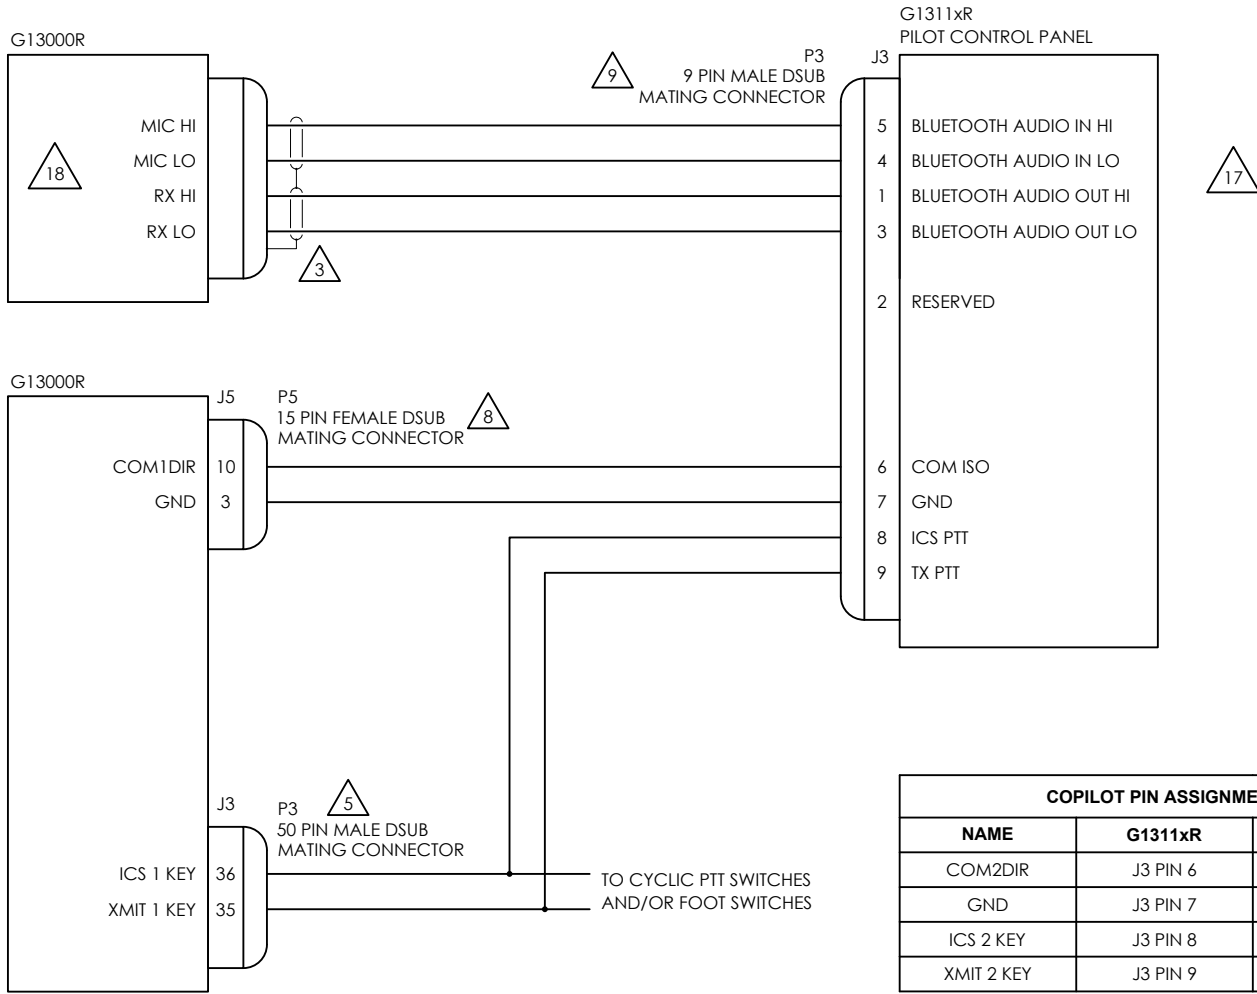 G13000R
MIC HI
MIC LO
RX HI
RX LO
18
3
9
P3
9 PIN MALE DSUB
MATING CONNECTOR
G1311xR
PILOT CONTROL PANEL
J3
5 BLUETOOTH AUDIO IN HI
4 BLUETOOTH AUDIO IN LO
1 BLUETOOTH AUDIO OUT HI
3 BLUETOOTH AUDIO OUT LO
2 RESERVED
6 COM ISO
7 GND
8 ICS PTT
9 TX PTT
17
G13000R
J5
COM1DIR 10
GND 3
P5
15 PIN FEMALE DSUB
MATING CONNECTOR
8
J3
ICS 1 KEY 36
XMIT 1 KEY 35
P3
5
50 PIN MALE DSUB
MATING CONNECTOR
TO CYCLIC PTT SWITCHES
AND/OR FOOT SWITCHES
COPILOT PIN ASSIGNME
NAME G1311xR
COM2DIR J3 PIN 6
GND J3 PIN 7
ICS 2 KEY J3 PIN 8
XMIT 2 KEY J3 PIN 9